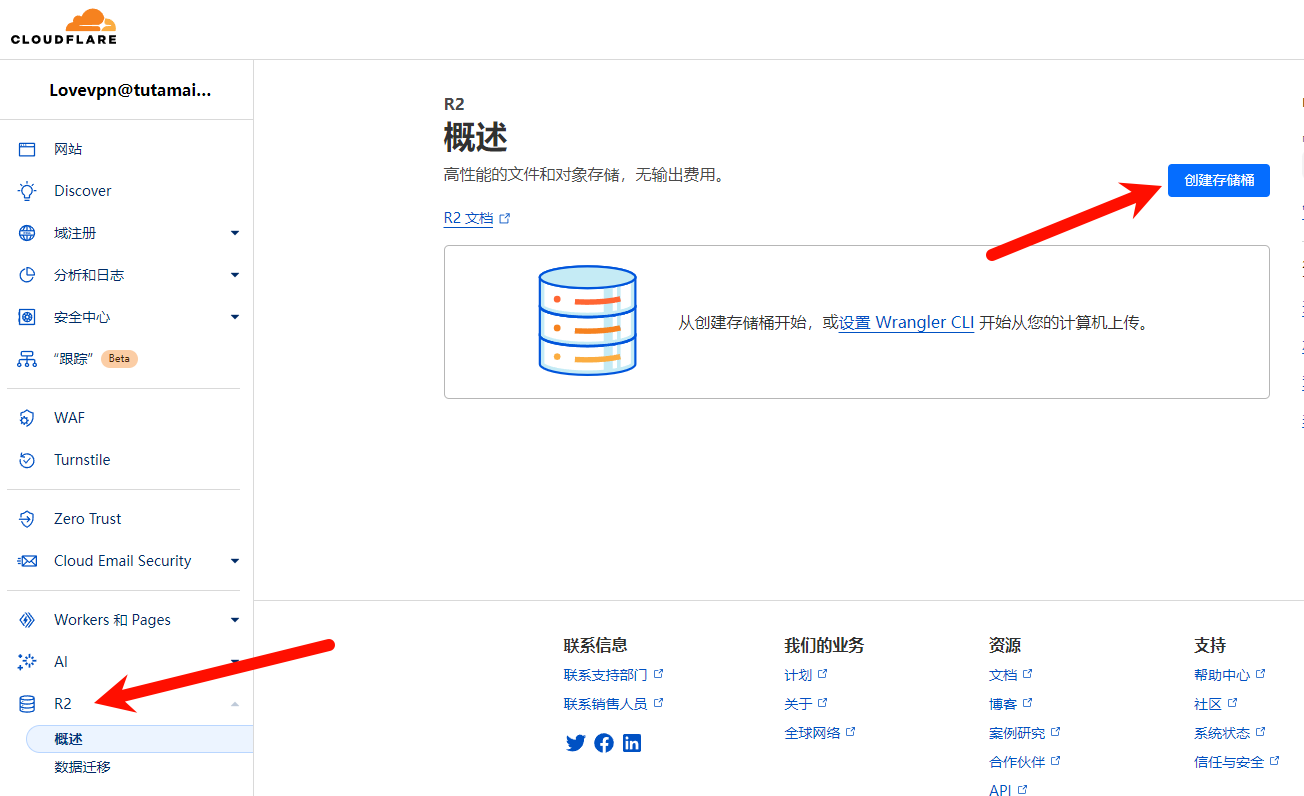 CLOUDFLARE
Lovevpn@tutamai...
网站
Discover
域注册
分析和日志
安全中心
“跟踪” Beta
WAF
Turnstile
Zero Trust
Cloud Email Security
Workers 和 Pages
AI
R2
概述
数据迁移
R2
概述
高性能的文件和对象存储，无输出费用。
创建存储桶
R2 文档
从创建存储桶开始，或设置 Wrangler CLI 开始从您的计算机上传。
联系信息
联系支持部门
联系销售人员
我们的业务
计划
关于
全球网络
资源
文档
博客
案例研究
合作伙伴
API
支持
帮助中心
社区
系统状态
信任与安全